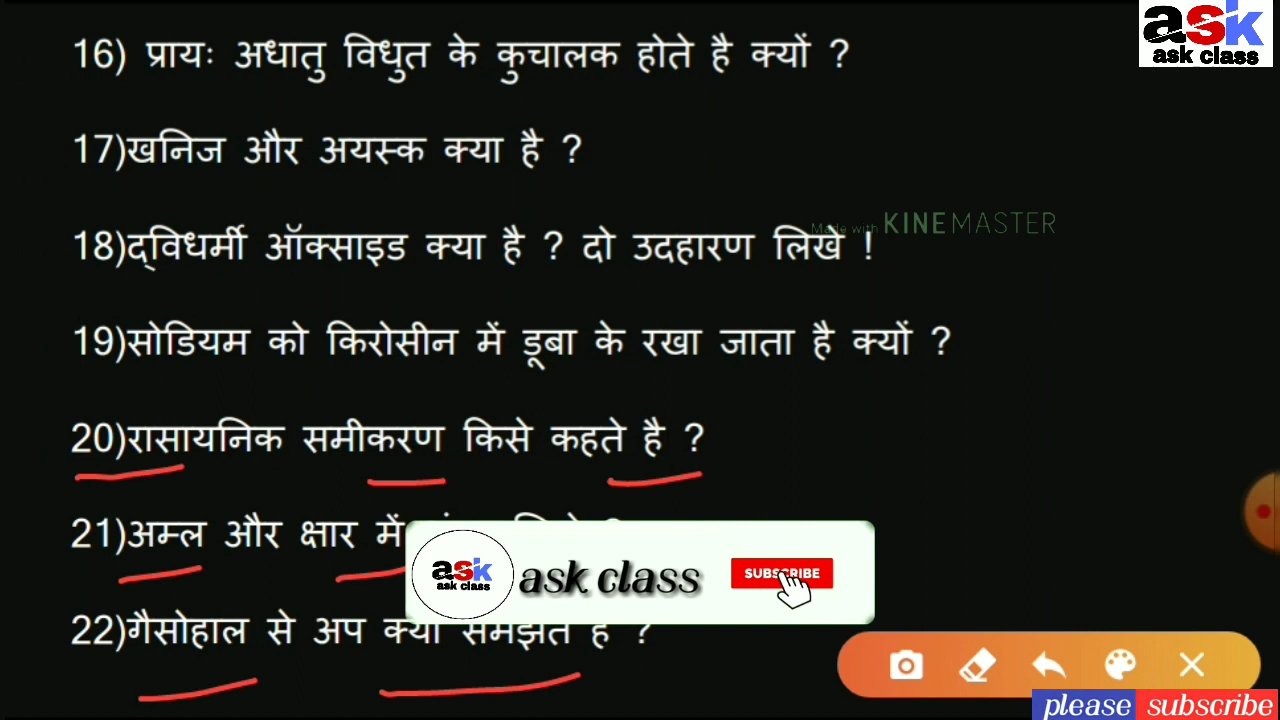 ask
ask class
16) प्रायः अधातु विधुत के कुचालक होते है क्यों ?
17)खनिज और अयस्क क्या है ?
Made with KINEMASTER
18)द्विधर्मी ऑक्साइड क्या है ? दो उदहारण लिखे !
19)सोडियम को किरोसीन में डूबा के रखा जाता है क्यों ?
20)रासायनिक समीकरण किसे कहते है ?
21)अम्ल और क्षार में
ask
ask class
ask class
SUBSCRIBE
22)गैसोहाल से अप क्या समझते है ?
please subscribe